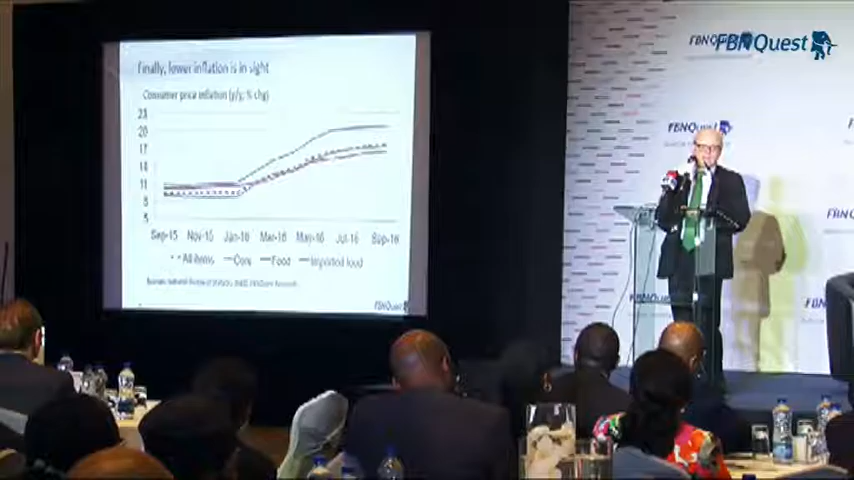 Finally, lower inflation is in sight
Consumer price inflation (y/y; % chg)
23
20
17
14
11
8
5
Sep-15 Nov-15 Jan-16 Mar-16 May-16 Jul-16 Sep-16
All items Core Food Imported food
FBNQuest
FBNQuest
FBNQuest
FBNQuest
FBNQuest